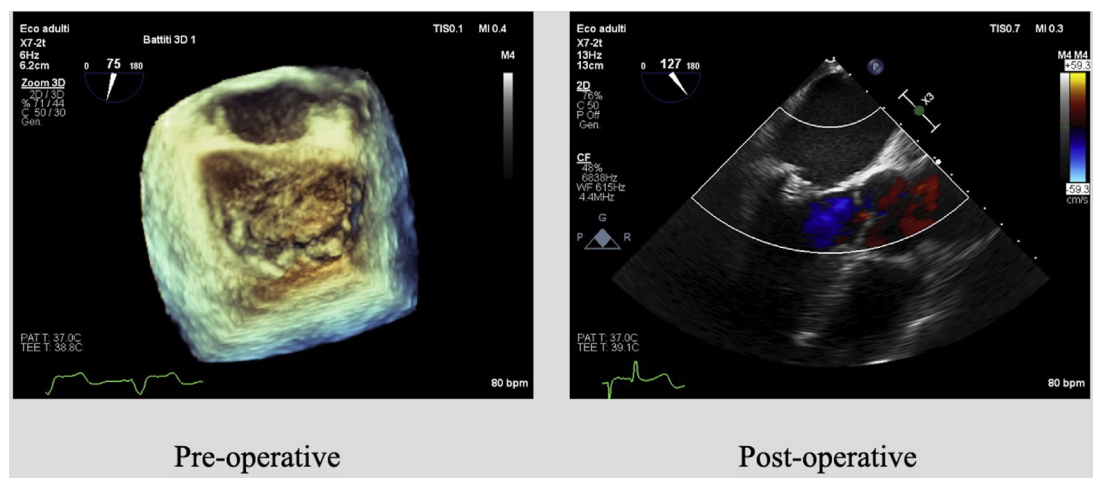 Eco adulti
X7-2t
6Hz
6.2cm
Battiti 3D 1
TIS0.1 MI 0.4
M4
0 75 180
Zoom 3D
2D / 3D
% 71 / 44
C 50 / 30
Gen.
PAT T: 37.0C
TEE T: 38.8C
80 bpm
Pre-operative
Eco adulti
X7-2t
13Hz
13cm
TIS0.7 MI 0.3
M4 M4
+59.3
0 127 180
P
X3
2D
76%
C 50
P Off
Gen.
CF
48%
6838Hz
WF 615Hz
4.4MHz
-59.3
cm/s
G
P R
PAT T: 37.0C
TEE T: 39.1C
80 bpm
Post-operative